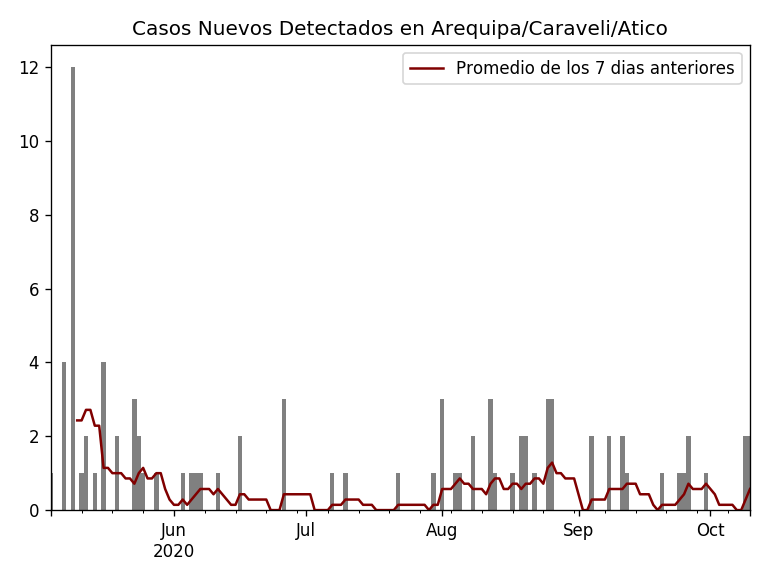 Casos Nuevos Detectados en Arequipa/Caraveli/Atico
Promedio de los 7 dias anteriores
12
10
8
6
4
2
0
Jun Jul Aug Sep Oct
2020